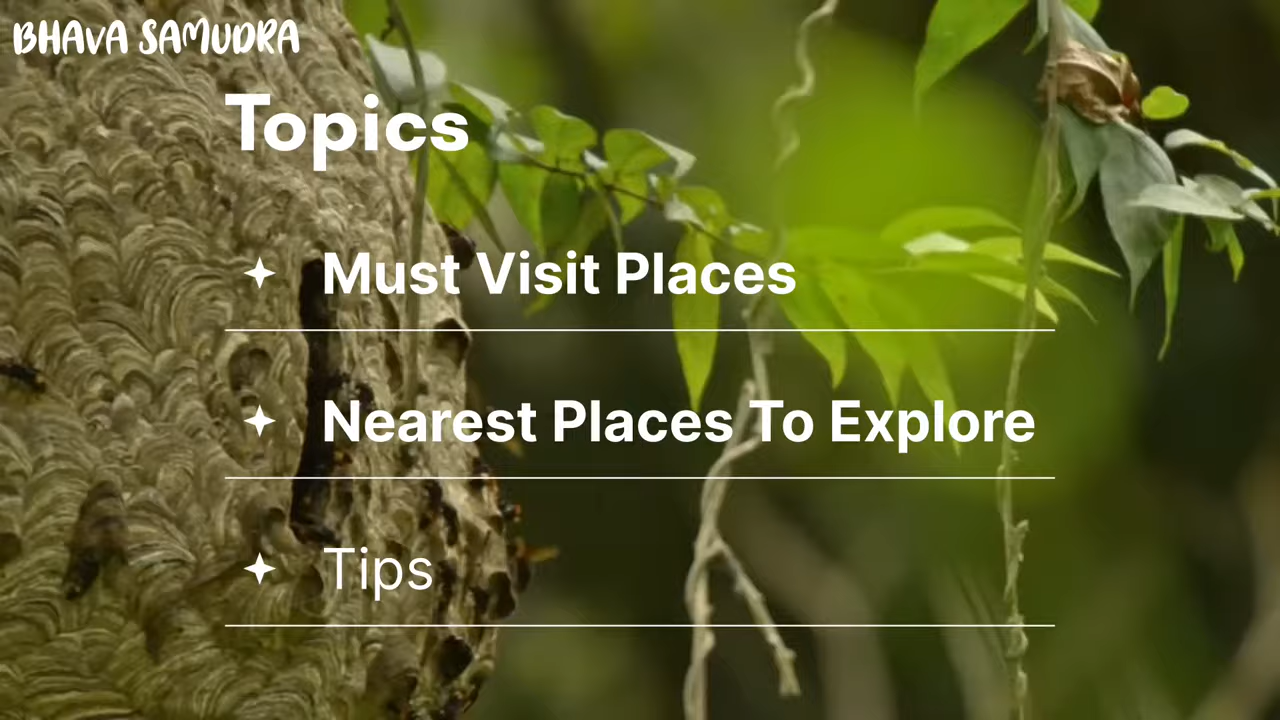 BHAVA SAMUDRA
Topics
Must Visit Places
Nearest Places To Explore
Tips